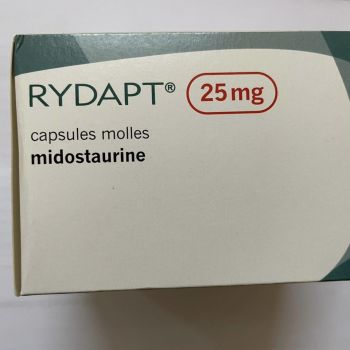 RYDAPT® 25mg
capsules molles
midostaurine